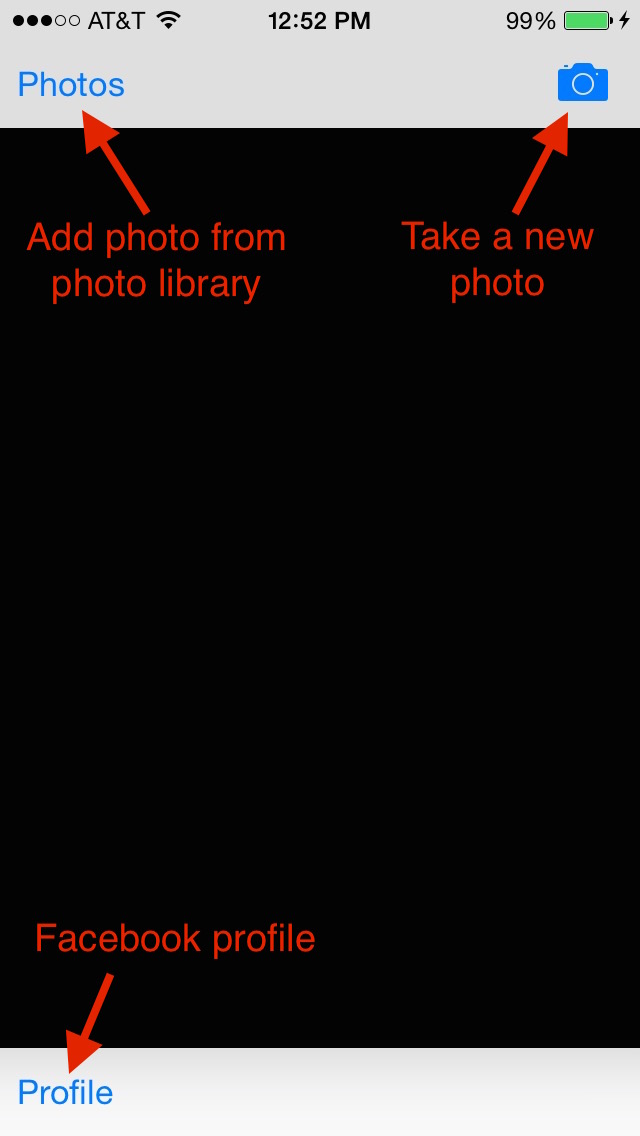 AT&T 12:52 PM 99%
Photos
Add photo from
photo library
Take a new
photo
Facebook profile
Profile